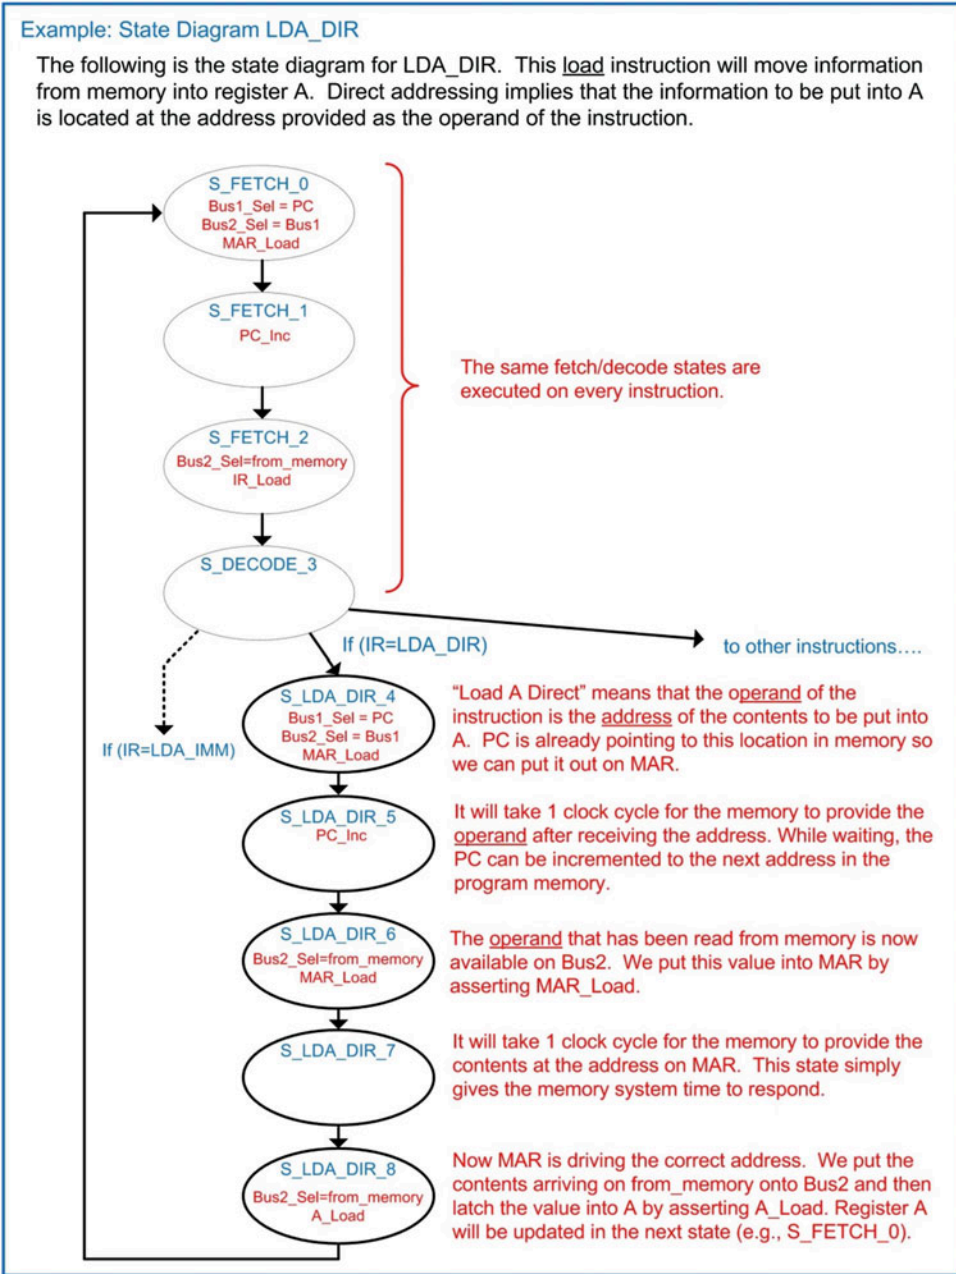 Example: State Diagram LDA_DIR
The following is the state diagram for LDA_DIR. This load instruction will move information
from memory into register A. Direct addressing implies that the information to be put into A
is located at the address provided as the operand of the instruction.
S_FETCH_0
Bus1_Sel = PC
Bus2_Sel = Bus1
MAR_Load
S_FETCH_1
PC_Inc
The same fetch/decode states are
executed on every instruction.
S_FETCH_2
Bus2_Sel=from_memory
IR_Load
S_DECODE_3
If (IR=LDA_DIR)
to other instructions....
If (IR=LDA_IMM)
S_LDA_DIR_4
Bus1_Sel = PC
Bus2_Sel = Bus1
MAR_Load
“Load A Direct” means that the operand of the
instruction is the address of the contents to be put into
A. PC is already pointing to this location in memory so
we can put it out on MAR.
S_LDA_DIR_5
PC_Inc
It will take 1 clock cycle for the memory to provide the
operand after receiving the address. While waiting, the
PC can be incremented to the next address in the
program memory.
S_LDA_DIR_6
Bus2_Sel=from_memory
MAR_Load
The operand that has been read from memory is now
available on Bus2. We put this value into MAR by
asserting MAR_Load.
S_LDA_DIR_7
It will take 1 clock cycle for the memory to provide the
contents at the address on MAR. This state simply
gives the memory system time to respond.
S_LDA_DIR_8
Bus2_Sel=from_memory
A_Load
Now MAR is driving the correct address. We put the
contents arriving on from_memory onto Bus2 and then
latch the value into A by asserting A_Load. Register A
will be updated in the next state (e.g., S_FETCH_0).